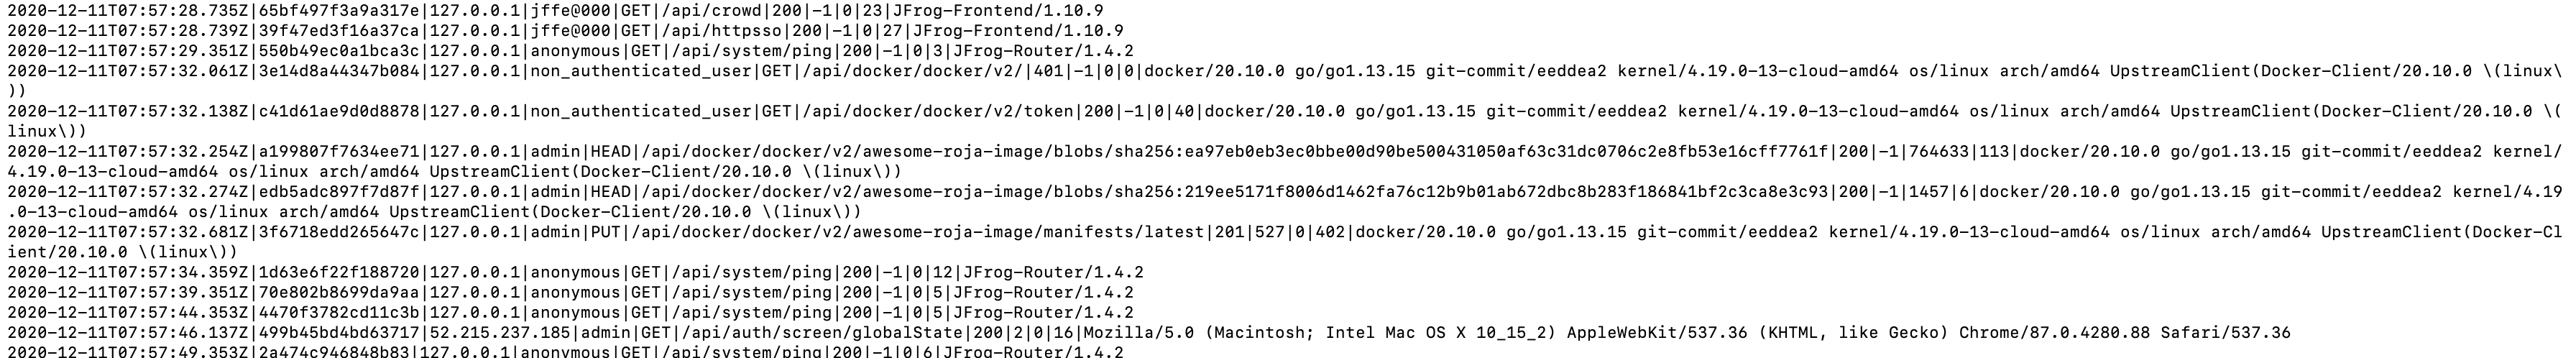 2020-12-11T07:57:28.735Z|65bf497f3a9a317e|127.0.0.1|jffe@000|GET|/api/crowd|200|-1|0|23|JFrog-Frontend/1.10.9
2020-12-11T07:57:28.739Z|39f47ed3f16a37ca|127.0.0.1|jffe@000|GET|/api/httpsso|200|-1|0|27|JFrog-Frontend/1.10.9
2020-12-11T07:57:29.351Z|550b49ec0a1bca3c|127.0.0.1|anonymous|GET|/api/system/ping|200|-1|0|3|JFrog-Router/1.4.2
2020-12-11T07:57:32.061Z|3e14d8a44347b084|127.0.0.1|non_authenticated_user|GET|/api/docker/docker/v2/|401|-1|0|0|docker/20.10.0 go/go1.13.15 git-commit/eeddea2 kernel/4.19.0-13-cloud-amd64 os/linux arch/amd64 UpstreamClient(Docker-Client/20.10.0 \(linux\
))
2020-12-11T07:57:32.138Z|c41d61ae9d0d8878|127.0.0.1|non_authenticated_user|GET|/api/docker/docker/v2/token|200|-1|0|40|docker/20.10.0 go/go1.13.15 git-commit/eeddea2 kernel/4.19.0-13-cloud-amd64 os/linux arch/amd64 UpstreamClient(Docker-Client/20.10.0 \(
linux\))
2020-12-11T07:57:32.254Z|a199807f7634ee71|127.0.0.1|admin|HEAD|/api/docker/docker/v2/awesome-roja-image/blobs/sha256:ea97eb0eb3ec0bbe00d90be500431050af63c31dc0706c2e8fb53e16cff7761f|200|-1|764633|113|docker/20.10.0 go/go1.13.15 git-commit/eeddea2 kernel/
4.19.0-13-cloud-amd64 os/linux arch/amd64 UpstreamClient(Docker-Client/20.10.0 \(linux\))
2020-12-11T07:57:32.274Z|edb5adc897f7d87f|127.0.0.1|admin|HEAD|/api/docker/docker/v2/awesome-roja-image/blobs/sha256:219ee5171f8006d1462fa76c12b9b01ab672dbc8b283f186841bf2c3ca8e3c93|200|-1|1457|6|docker/20.10.0 go/go1.13.15 git-commit/eeddea2 kernel/4.19
.0-13-cloud-amd64 os/linux arch/amd64 UpstreamClient(Docker-Client/20.10.0 \(linux\))
2020-12-11T07:57:32.681Z|3f6718edd265647c|127.0.0.1|admin|PUT|/api/docker/docker/v2/awesome-roja-image/manifests/latest|201|527|0|402|docker/20.10.0 go/go1.13.15 git-commit/eeddea2 kernel/4.19.0-13-cloud-amd64 os/linux arch/amd64 UpstreamClient(Docker-Cl
ient/20.10.0 \(linux\))
2020-12-11T07:57:34.359Z|1d63e6f22f188720|127.0.0.1|anonymous|GET|/api/system/ping|200|-1|0|12|JFrog-Router/1.4.2
2020-12-11T07:57:39.351Z|70e802b8699da9aa|127.0.0.1|anonymous|GET|/api/system/ping|200|-1|0|5|JFrog-Router/1.4.2
2020-12-11T07:57:44.353Z|4470f3782cd11c3b|127.0.0.1|anonymous|GET|/api/system/ping|200|-1|0|5|JFrog-Router/1.4.2
2020-12-11T07:57:46.137Z|499b45bd4bd63717|52.215.237.185|admin|GET|/api/auth/screen/globalState|200|2|0|16|Mozilla/5.0 (Macintosh; Intel Mac OS X 10_15_2) AppleWebKit/537.36 (KHTML, like Gecko) Chrome/87.0.4280.88 Safari/537.36
2020-12-11T07:57:49.353Z|2a474c946848b83|127.0.0.1|anonymous|GET|/api/system/ping|200|-1|0|6|JFrog-Router/1.4.2